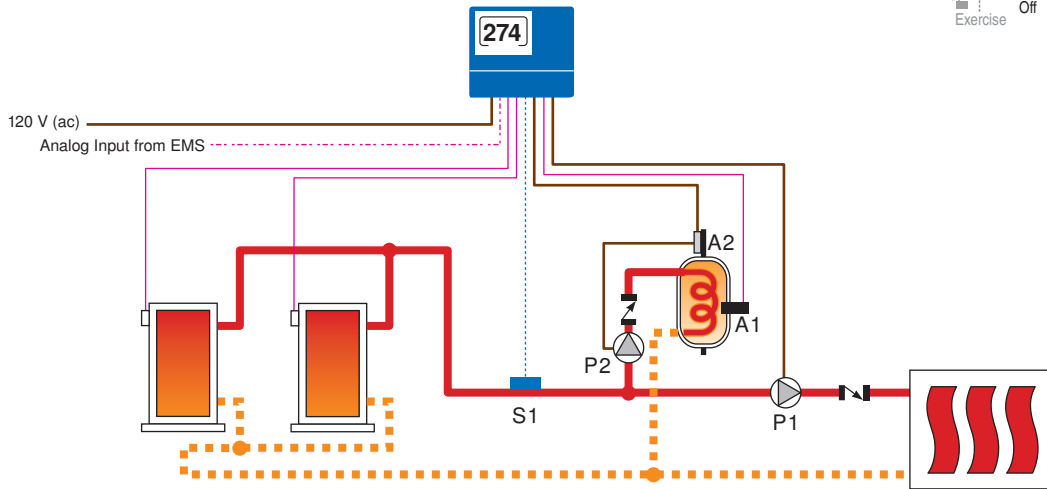 Off
Exercise
274
120 V (ac)
Analog Input from EMS
A2
A1
P2
S1
P1